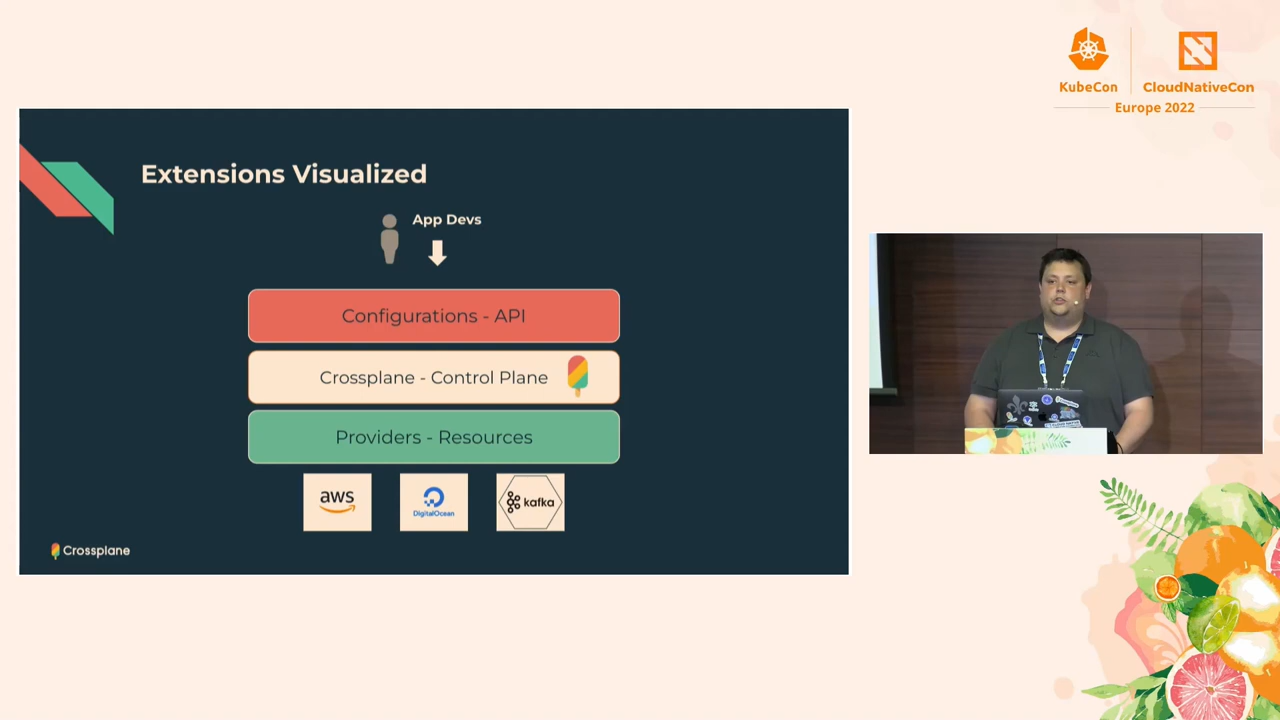 KubeCon
CloudNativeCon
Europe 2022
Extensions Visualized
App Devs
Configurations - API
Crossplane - Control Plane
Providers - Resources
aws
DigitalOcean
kafka
Crossplane